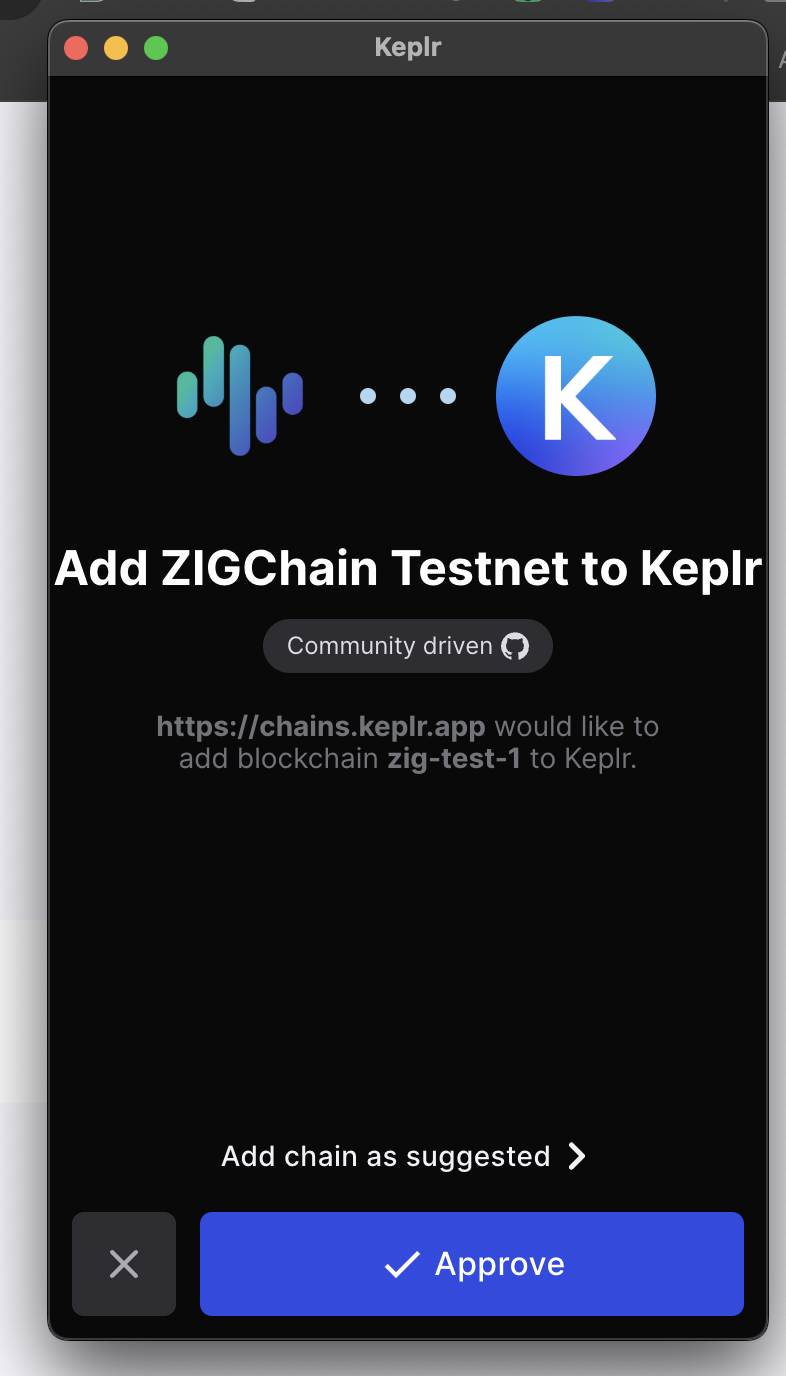 Keplr
K
Add ZIGChain Testnet to Keplr
Community driven
https://chains.keplr.app would like to
add blockchain zig-test-1 to Keplr.
Add chain as suggested
Approve